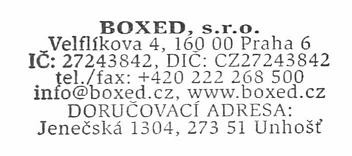 BOXED, s.r.o.
Velflíkova 4, 160 00 Praha 6
IČ: 27243842, DIČ: CZ27243842
tel./fax: +420 222 268 500
info@boxed.cz, www.boxed.cz
DORUČOVACÍ ADRESA:
Jenečská 1304, 273 51 Unhošť